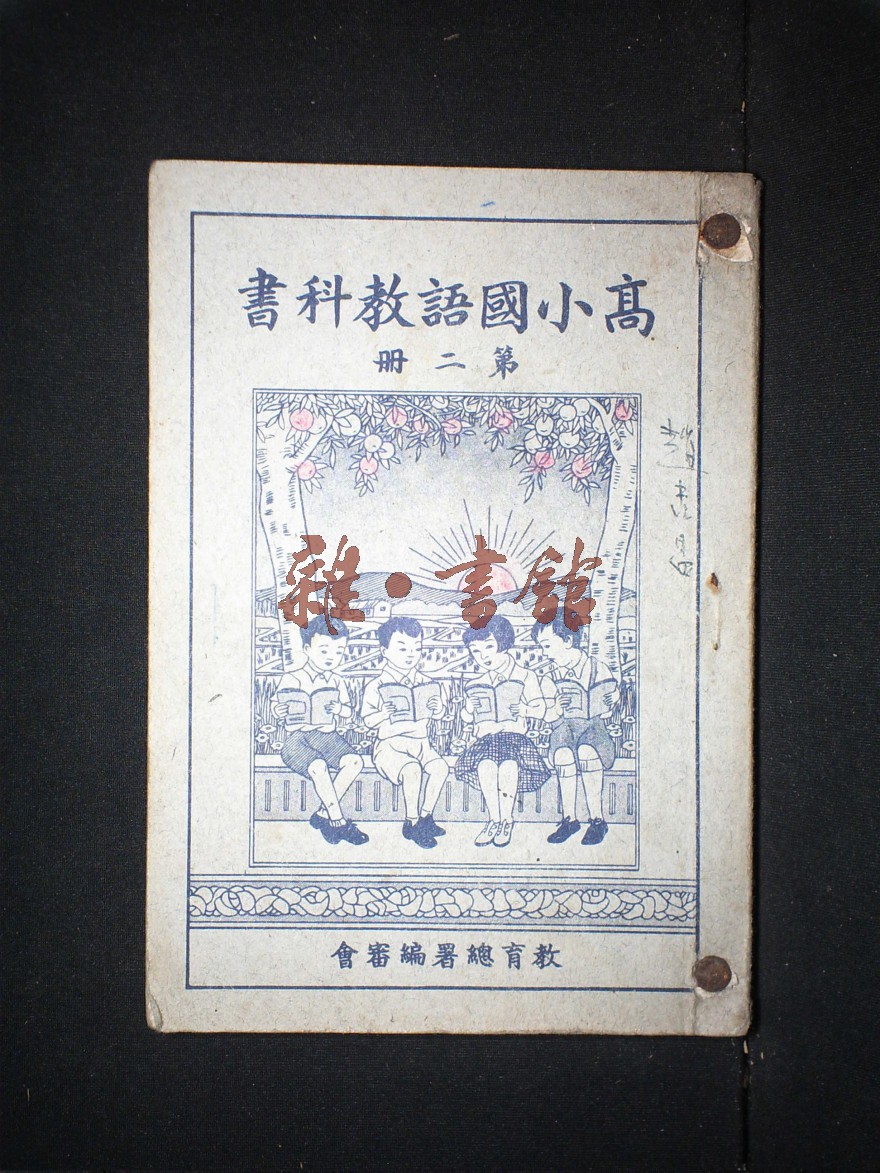 高小國語教科書
第二册
雜·書館
教育總署編審會